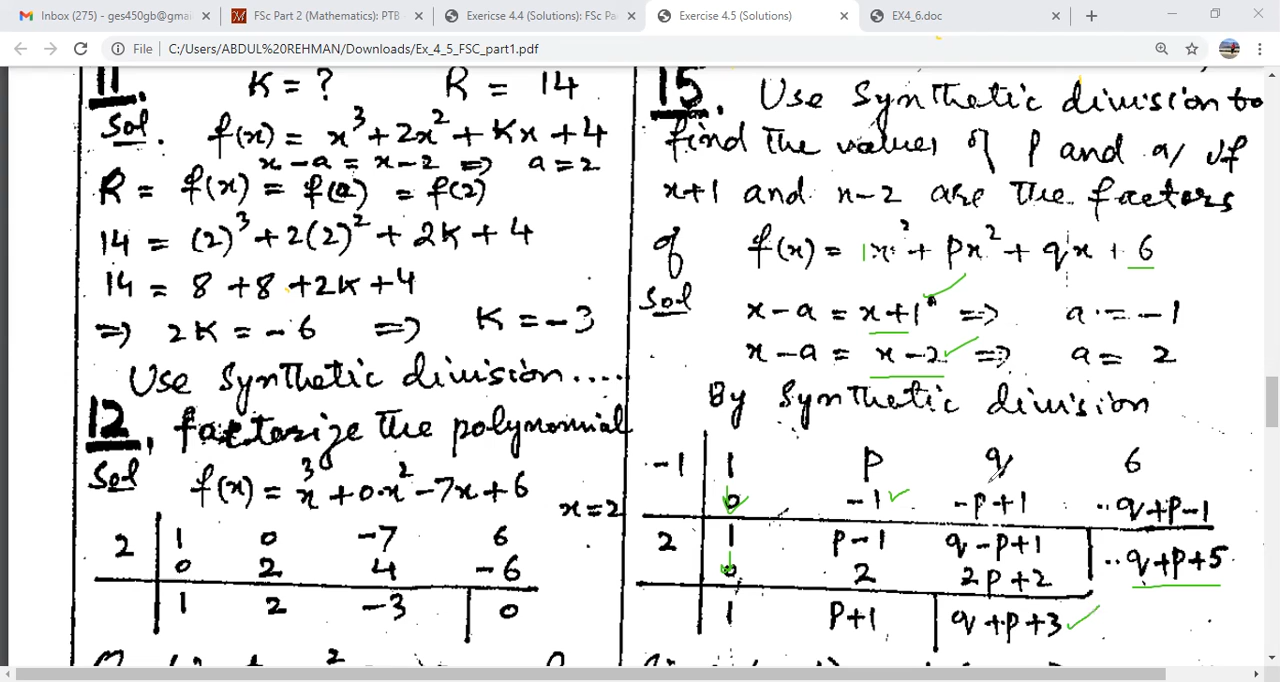 Inbox (275) - ges450gb@gmai
FSc Part 2 (Mathematics): PTB
Exericse 4.4 (Solutions): FSc Pa
Exercise 4.5 (Solutions)
EX4_6.doc
File | C:/Users/ABDUL%20REHMAN/Downloads/Ex_4_5_FSC_part1.pdf
11. K = ? R = 14
Sol. f(x) = x³ + 2x² + Kx + 4
x - a = x - 2 => a = 2
R = f(x) = f(a) = f(2)
14 = (2)³ + 2(2)² + 2K + 4
14 = 8 + 8 + 2K + 4
=> 2K = -6 => K = -3
Use Synthetic division.....
12, factorize the polynomial
Sol f(x) = x³ + 0.x² - 7x + 6
x = 2
2 | 1 0 -7 6
0 2 4 -6
1 2 -3 | 0
15. Use Synthetic division to
find the values of P and q if
x+1 and x-2 are the factors
of f(x) = 1x² + Px² + qx + 6
Sol
x - a = x + 1 => a = -1
x - a = x - 2 => a = 2
By Synthetic division
-1 | 1 P q 6
0 -1 -P+1 q+P-1
2 | 1 P-1 q-P+1 | q+P+5
0 2 2P+2
1 P+1 | q+P+3